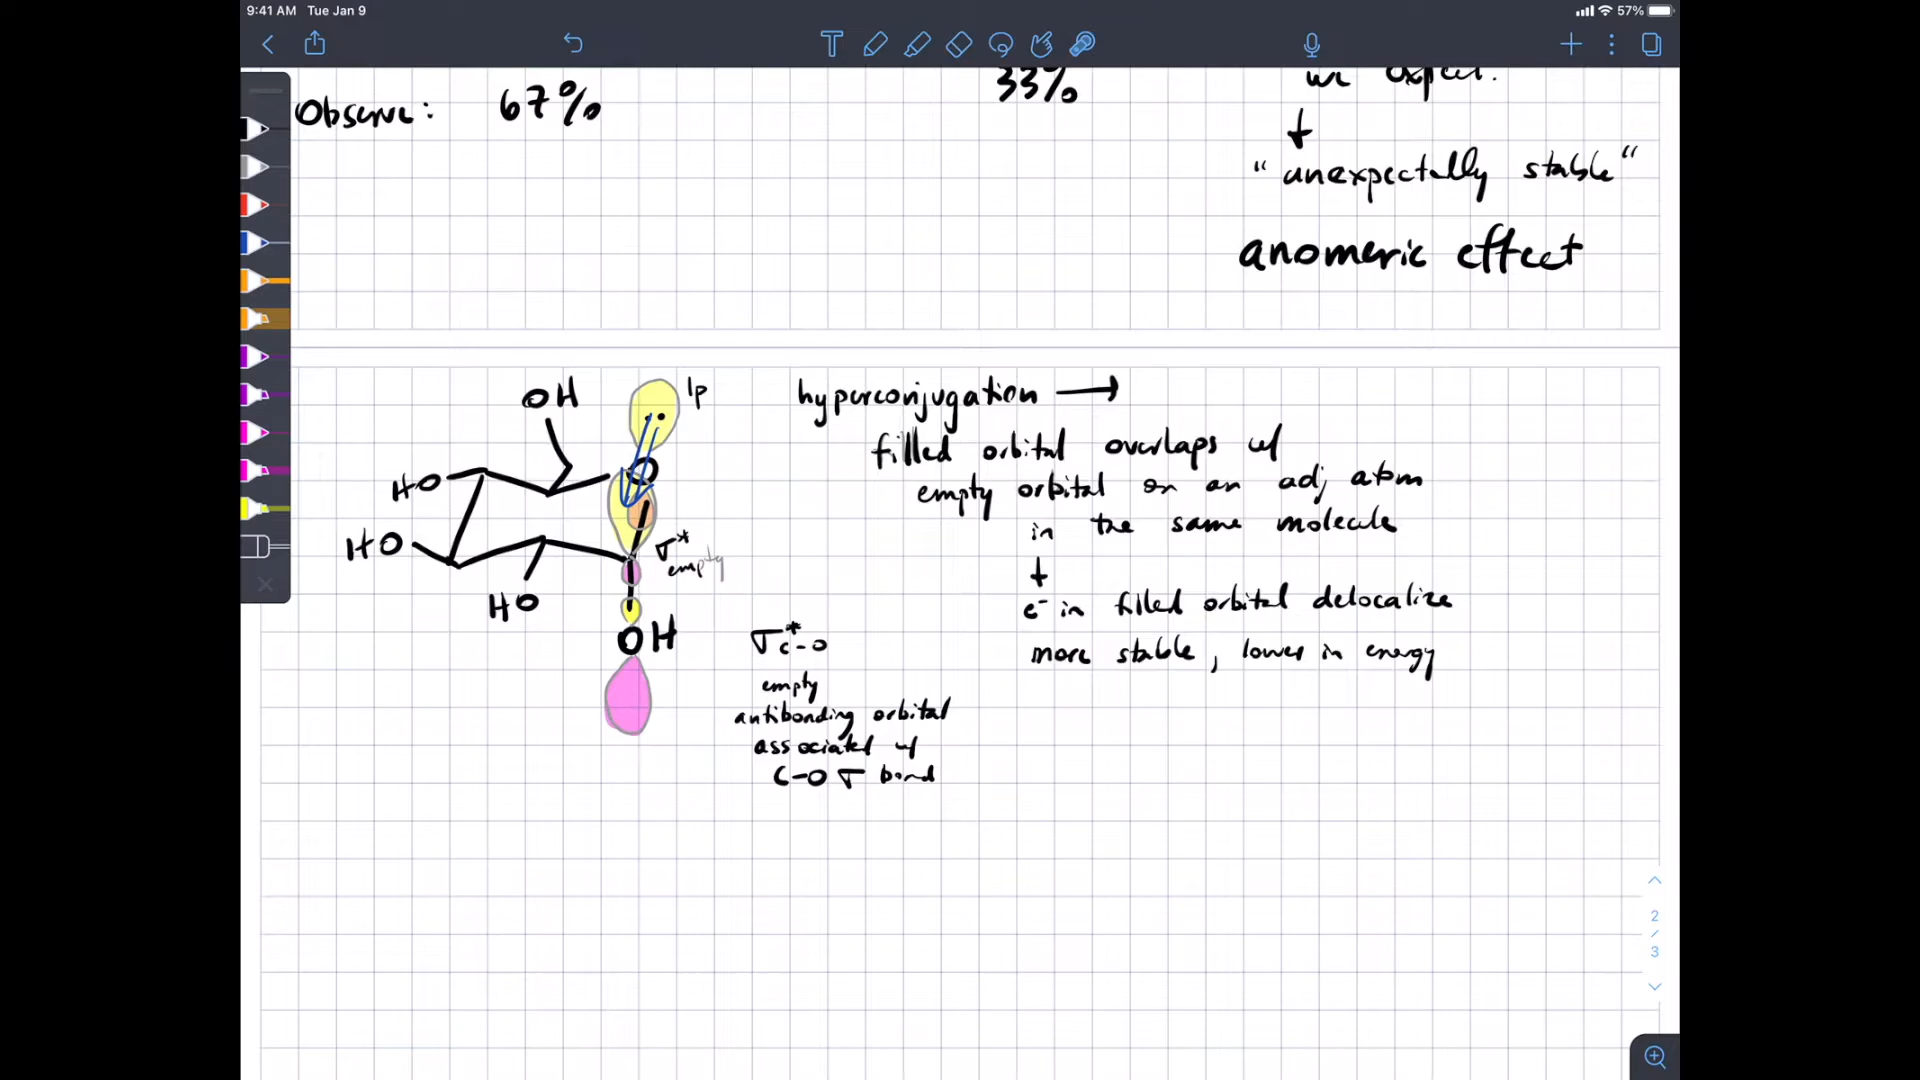 9:41 AM Tue Jan 9
57%
we expect.
Observe: 67% 33%
"unexpectally stable"
anomeric effect
OH
lp
HO
O
HO
HO
OH
σ*
empty
σ*C-O
empty
antibonding orbital
associated w/
C-O σ bond
hyperconjugation →
filled orbital overlaps w/
empty orbital on an adj atom
in the same molecule
e- in filled orbital delocalize
more stable, lower in energy
2
/
3